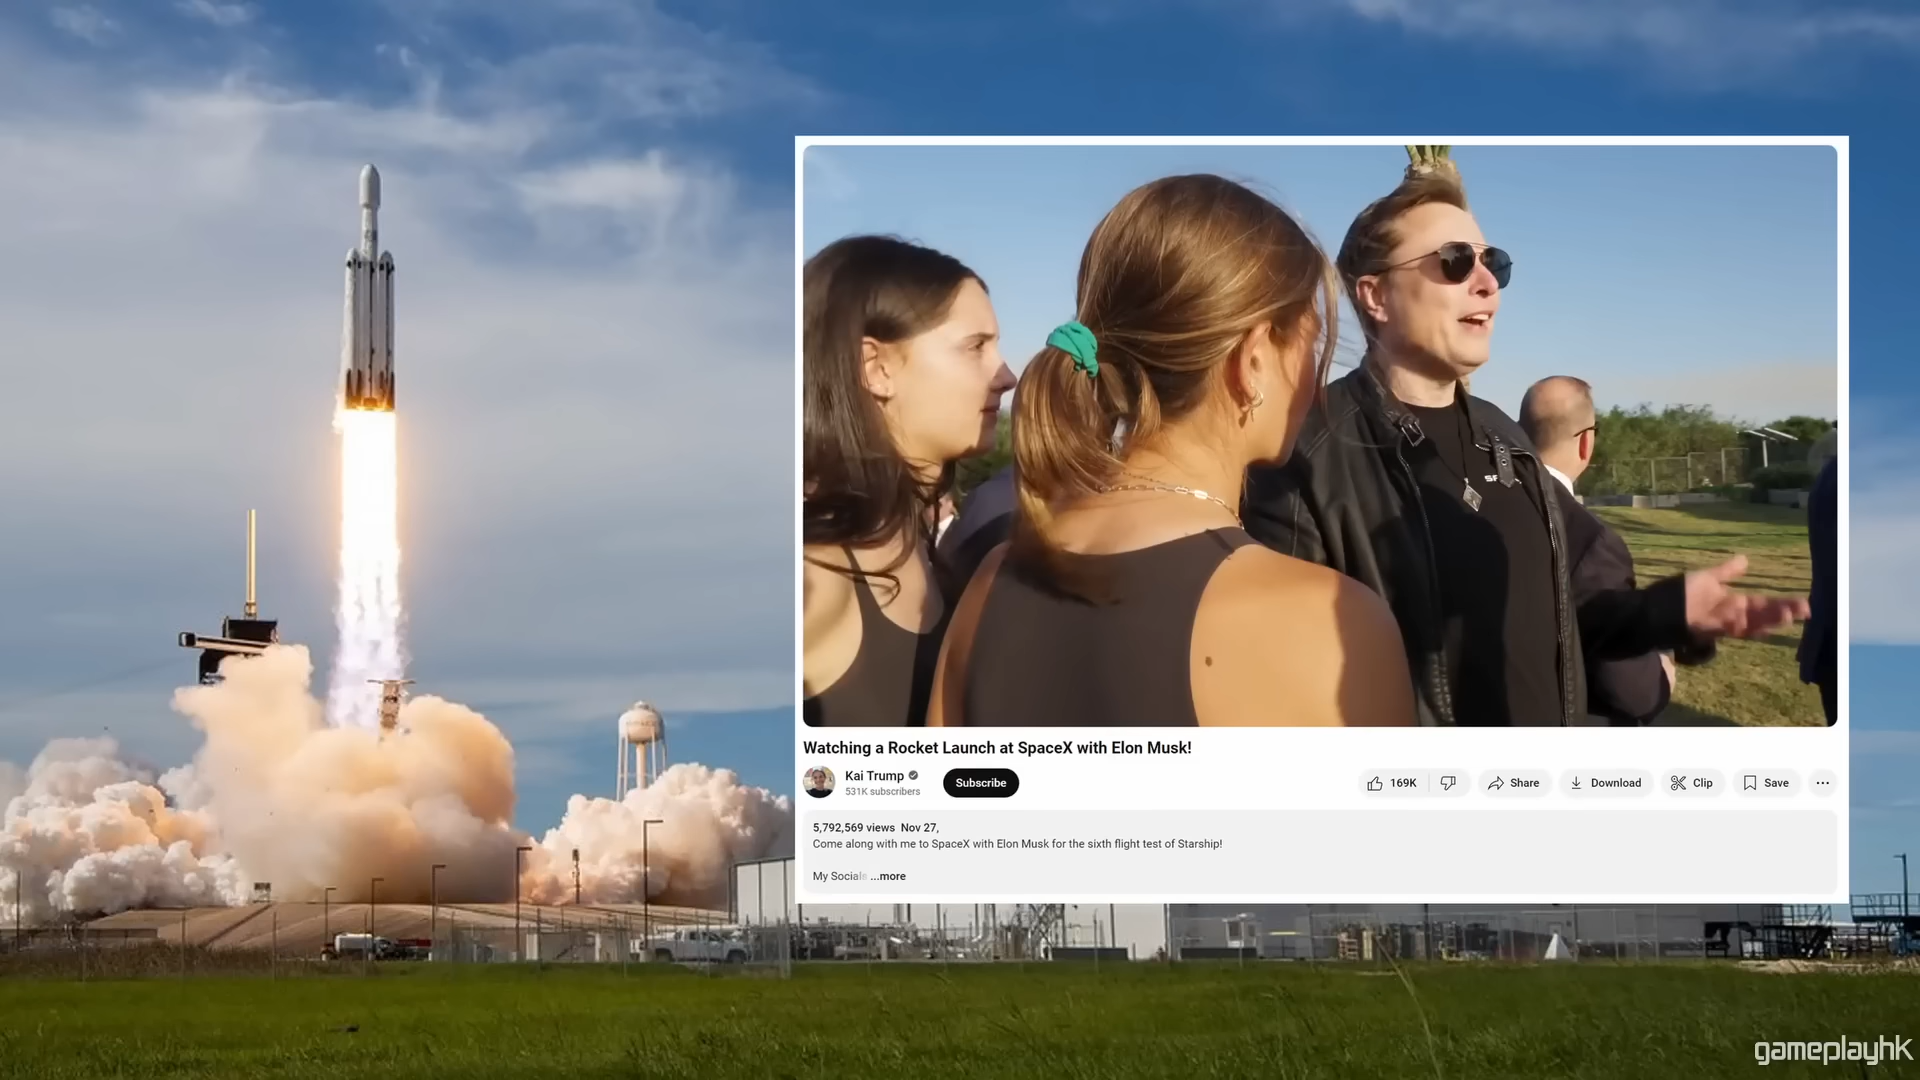 SP
Watching a Rocket Launch at SpaceX with Elon Musk!
Kai Trump
531K subscribers
Subscribe
169K
Share
Download
Clip
Save
5,792,569 views Nov 27,
Come along with me to SpaceX with Elon Musk for the sixth flight test of Starship!
My Socials ...more
gameplayhk